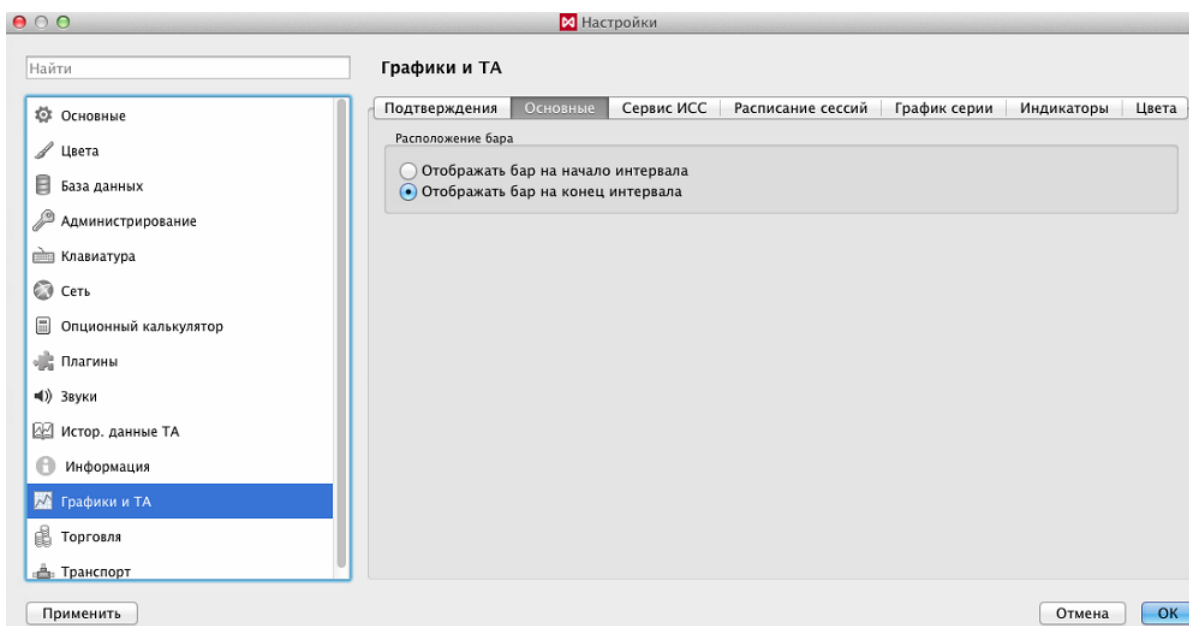 Настройки
Найти
Основные
Цвета
База данных
Администрирование
Клавиатура
Сеть
Опционный калькулятор
Плагины
Звуки
Истор. данные ТА
Информация
Графики и ТА
Торговля
Транспорт
Графики и ТА
Подтверждения Основные Сервис ИСС Расписание сессий График серии Индикаторы Цвета
Расположение бара
Отображать бар на начало интервала
Отображать бар на конец интервала
Применить Отмена OK